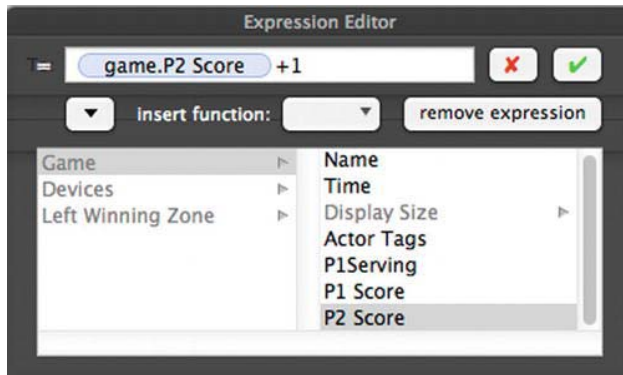 Expression Editor
game.P2 Score +1
insert function:
remove expression
Game
Devices
Left Winning Zone
Name
Time
Display Size
Actor Tags
P1Serving
P1 Score
P2 Score